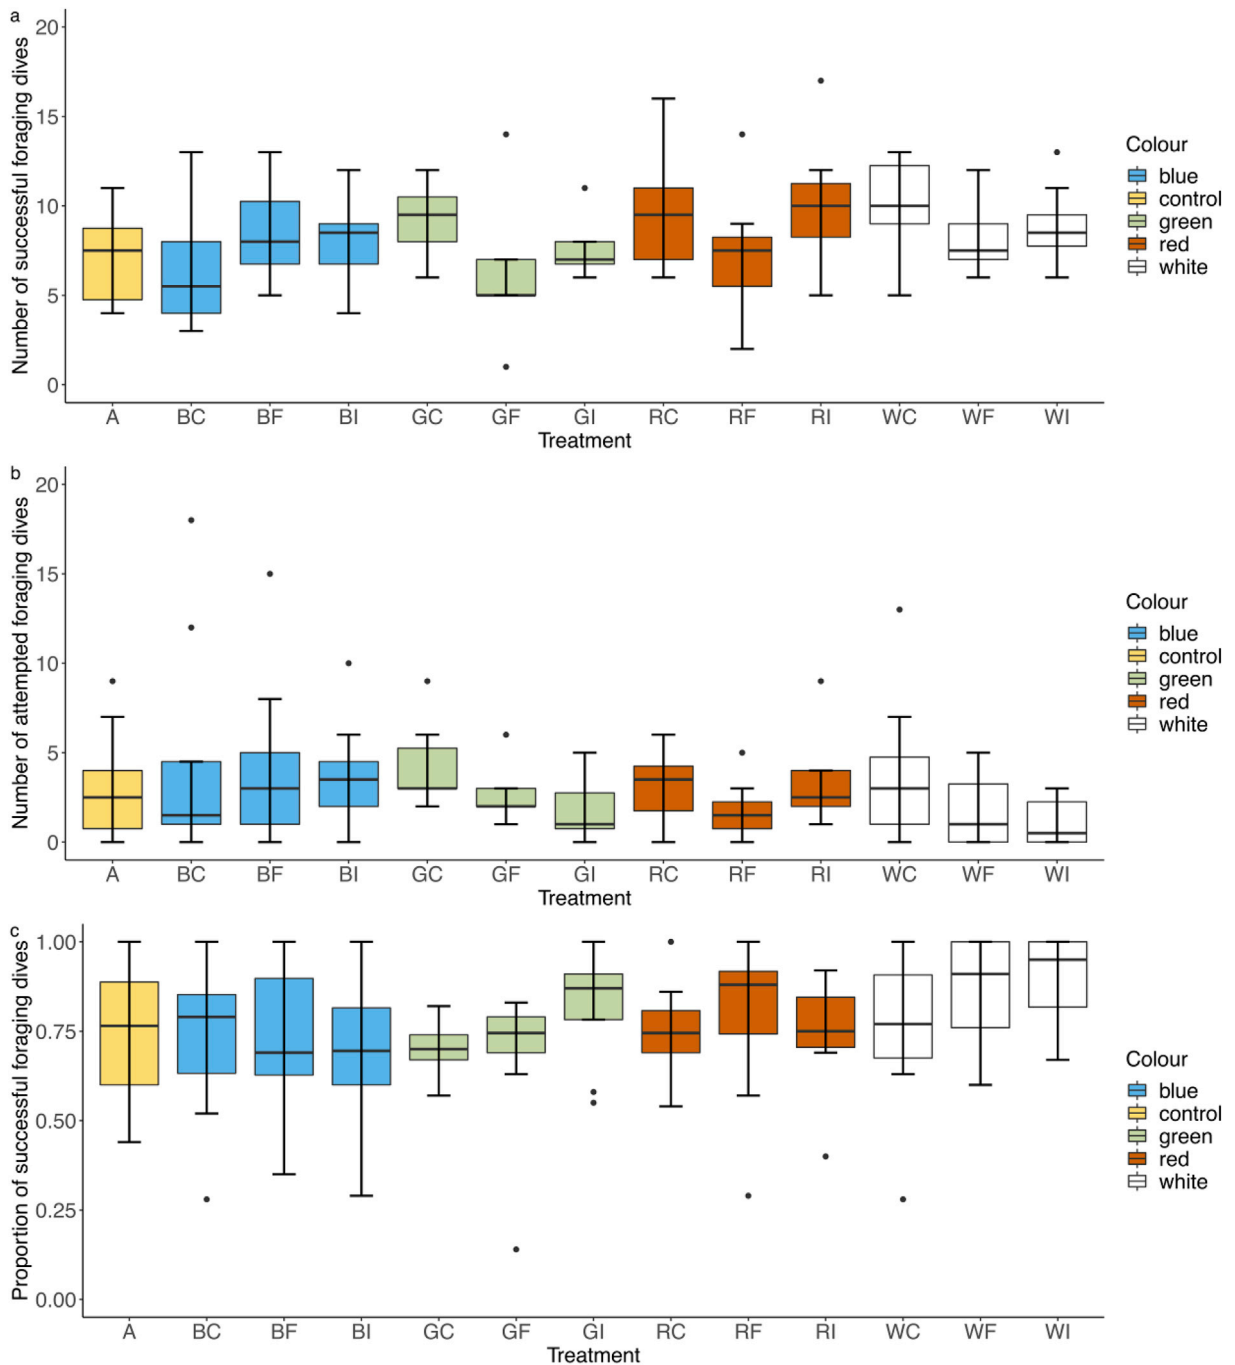 a
Number of successful foraging dives
20
15
10
5
0
A BC BF BI GC GF GI RC RF RI WC WF WI
Treatment
Colour
blue
control
green
red
white
b
Number of attempted foraging dives
20
15
10
5
0
A BC BF BI GC GF GI RC RF RI WC WF WI
Treatment
Colour
blue
control
green
red
white
c
Proportion of successful foraging dives
1.00
0.75
0.50
0.25
0.00
A BC BF BI GC GF GI RC RF RI WC WF WI
Treatment
Colour
blue
control
green
red
white